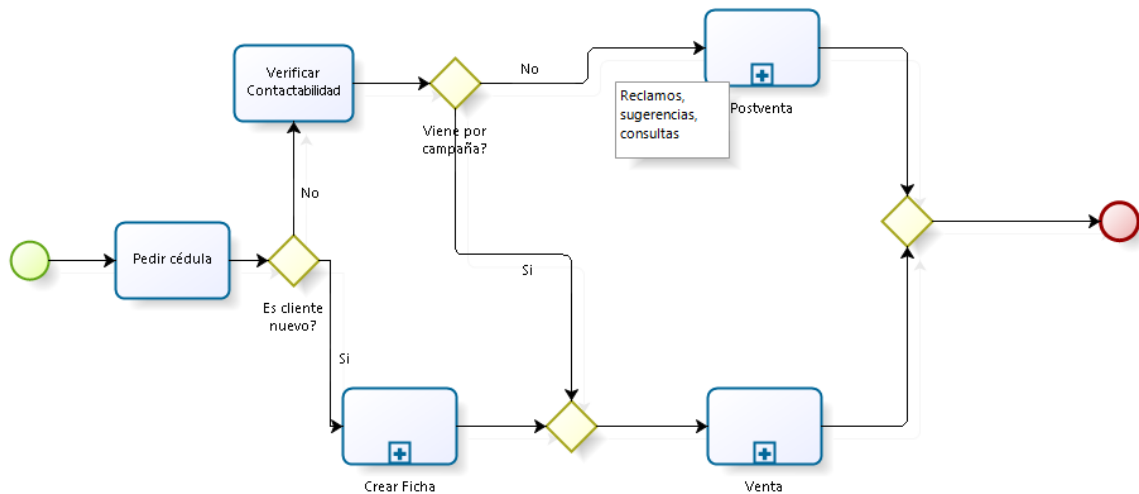 Verificar
Contactabilidad
No
Viene por
campaña?
Reclamos,
sugerencias,
consultas
Postventa
No
Pedir cédula
Es cliente
nuevo?
Si
Si
Crear Ficha
Venta